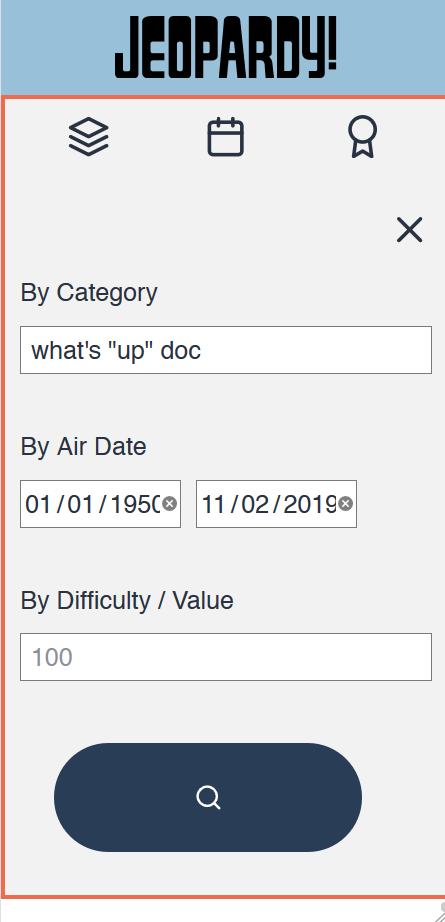 JEOPARDY!
By Category
what's "up" doc
By Air Date
01/01/1950 11/02/2019
By Difficulty / Value
100